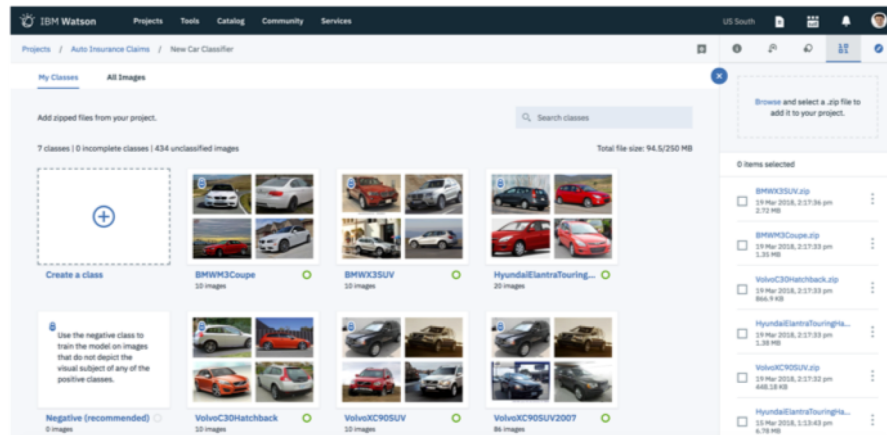 IBM Watson
Projects Tools Catalog Community Services
US South
Projects / Auto Insurance Claims / New Car Classifier
My Classes All Images
Add zipped files from your project.
Search classes
7 classes | 0 incomplete classes | 434 unclassified images
Total file size: 94.5/250 MB
Create a class
BMWM3Coupe
10 images
BMWX3SUV
10 images
HyundaiElantraTouring...
20 images
Use the negative class to
train the model on images
that do not depict the
visual subject of any of the
positive classes.
Negative (recommended)
0 images
VolvoC30Hatchback
10 images
VolvoXC90SUV
10 images
VolvoXC90SUV2007
86 images
Browse and select a .zip file to
add it to your project.
0 items selected
BMWX3SUV.zip
19 Mar 2018, 2:17:36 pm
2.72 MB
BMWM3Coupe.zip
19 Mar 2018, 2:17:33 pm
1.35 MB
VolvoC30Hatchback.zip
19 Mar 2018, 2:17:33 pm
866.9 KB
HyundaiElantraTouringHa...
19 Mar 2018, 2:17:33 pm
1.38 MB
VolvoXC90SUV.zip
19 Mar 2018, 2:17:32 pm
448.18 KB
HyundaiElantraTouringHa...
15 Mar 2018, 1:13:43 pm
6.78 MB